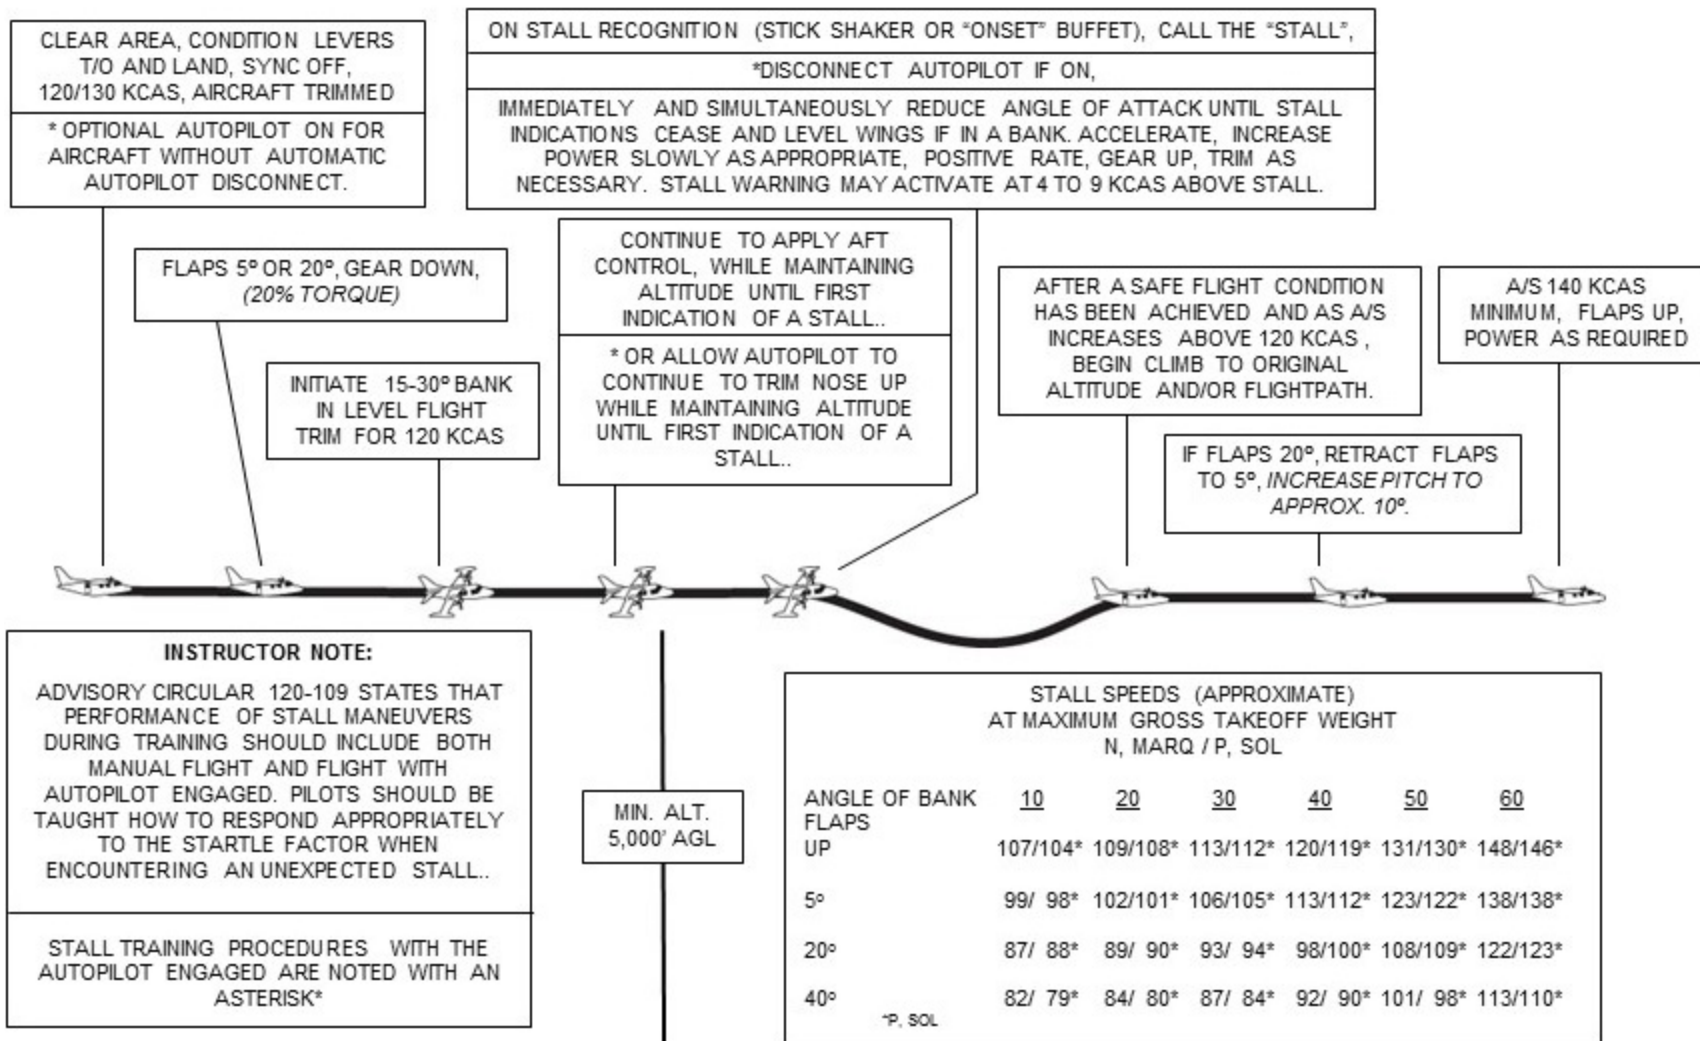 CLEAR AREA, CONDITION LEVERS
T/O AND LAND, SYNC OFF,
120/130 KCAS, AIRCRAFT TRIMMED
* OPTIONAL AUTOPILOT ON FOR
AIRCRAFT WITHOUT AUTOMATIC
AUTOPILOT DISCONNECT.
ON STALL RECOGNITION (STICK SHAKER OR "ONSET" BUFFET), CALL THE "STALL",
*DISCONNECT AUTOPILOT IF ON,
IMMEDIATELY AND SIMULTANEOUSLY REDUCE ANGLE OF ATTACK UNTIL STALL
INDICATIONS CEASE AND LEVEL WINGS IF IN A BANK. ACCELERATE, INCREASE
POWER SLOWLY AS APPROPRIATE, POSITIVE RATE, GEAR UP, TRIM AS
NECESSARY. STALL WARNING MAY ACTIVATE AT 4 TO 9 KCAS ABOVE STALL.
FLAPS 5º OR 20º, GEAR DOWN,
(20% TORQUE)
INITIATE 15-30º BANK
IN LEVEL FLIGHT
TRIM FOR 120 KCAS
CONTINUE TO APPLY AFT
CONTROL, WHILE MAINTAINING
ALTITUDE UNTIL FIRST
INDICATION OF A STALL..
* OR ALLOW AUTOPILOT TO
CONTINUE TO TRIM NOSE UP
WHILE MAINTAINING ALTITUDE
UNTIL FIRST INDICATION OF A
STALL..
AFTER A SAFE FLIGHT CONDITION
HAS BEEN ACHIEVED AND AS A/S
INCREASES ABOVE 120 KCAS ,
BEGIN CLIMB TO ORIGINAL
ALTITUDE AND/OR FLIGHTPATH.
IF FLAPS 20º, RETRACT FLAPS
TO 5º, INCREASE PITCH TO
APPROX. 10º.
A/S 140 KCAS
MINIMUM, FLAPS UP,
POWER AS REQUIRED
INSTRUCTOR NOTE:
ADVISORY CIRCULAR 120-109 STATES THAT
PERFORMANCE OF STALL MANEUVERS
DURING TRAINING SHOULD INCLUDE BOTH
MANUAL FLIGHT AND FLIGHT WITH
AUTOPILOT ENGAGED. PILOTS SHOULD BE
TAUGHT HOW TO RESPOND APPROPRIATELY
TO THE STARTLE FACTOR WHEN
ENCOUNTERING AN UNEXPECTED STALL..
STALL TRAINING PROCEDURES WITH THE
AUTOPILOT ENGAGED ARE NOTED WITH AN
ASTERISK*
MIN. ALT.
5,000' AGL
STALL SPEEDS (APPROXIMATE)
AT MAXIMUM GROSS TAKEOFF WEIGHT
N, MARQ / P, SOL
ANGLE OF BANK 10 20 30 40 50 60
FLAPS
UP 107/104* 109/108* 113/112* 120/119* 131/130* 148/146*
5º 99/ 98* 102/101* 106/105* 113/112* 123/122* 138/138*
20º 87/ 88* 89/ 90* 93/ 94* 98/100* 108/109* 122/123*
40º 82/ 79* 84/ 80* 87/ 84* 92/ 90* 101/ 98* 113/110*
*P, SOL